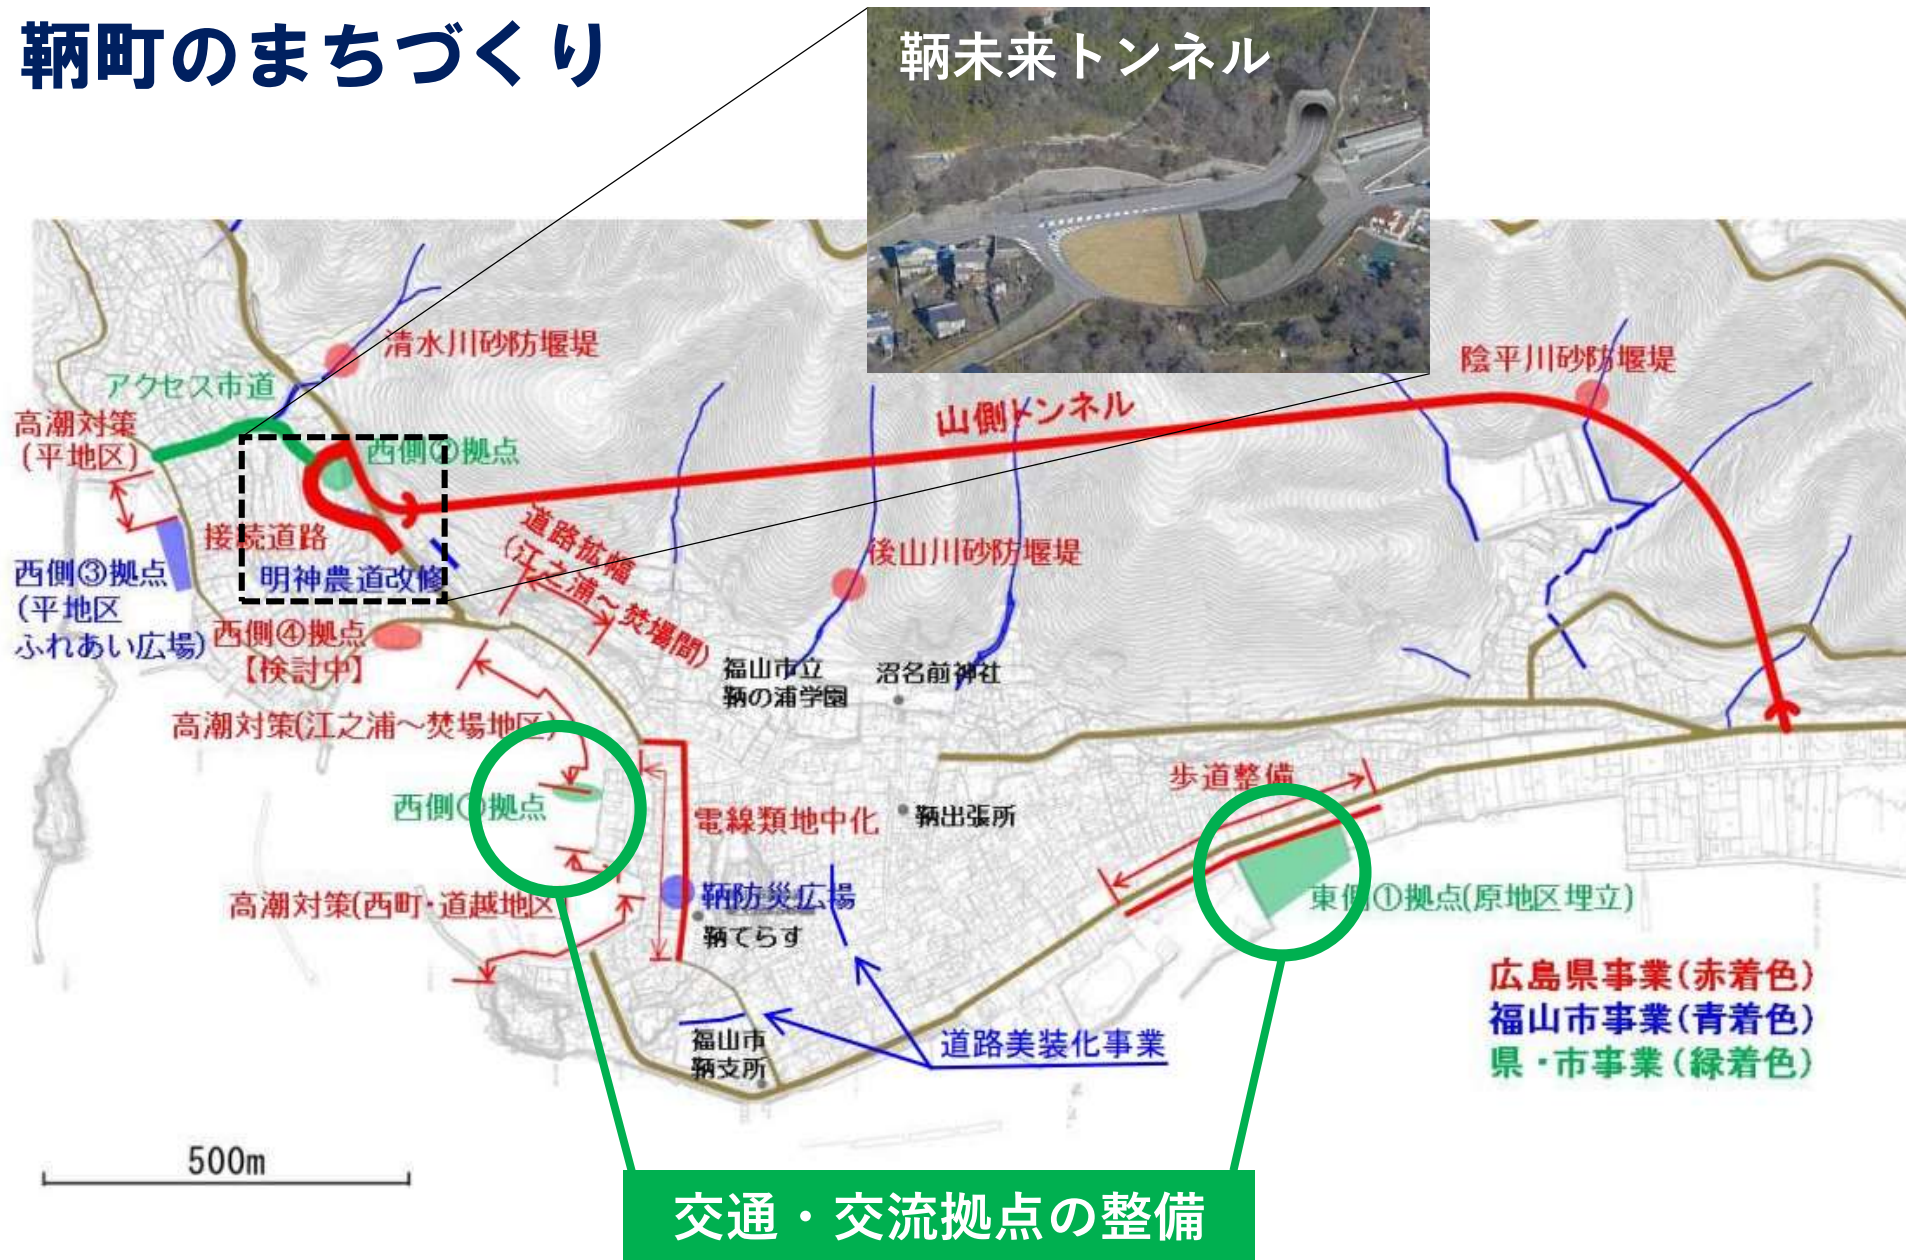 鞆町のまちづくり
鞆未来トンネル
清水川砂防堰堤
陰平川砂防堰堤
アクセス市道
高潮対策
(平地区)
山側トンネル
西側②拠点
接続道路
道路拡幅
(江之浦～焚場間)
後山川砂防堰堤
西側③拠点
(平地区
ふれあい広場)
明神農道改修
西側④拠点
【検討中】
福山市立
鞆の浦学園
沼名前神社
高潮対策(江之浦～焚場地区)
歩道整備
西側①拠点
電線類地中化
鞆出張所
高潮対策(西町・道越地区)
鞆防災広場
鞆てらす
東側①拠点(原地区埋立)
広島県事業(赤着色)
福山市事業(青着色)
県・市事業(緑着色)
福山市
鞆支所
道路美装化事業
500m
交通・交流拠点の整備